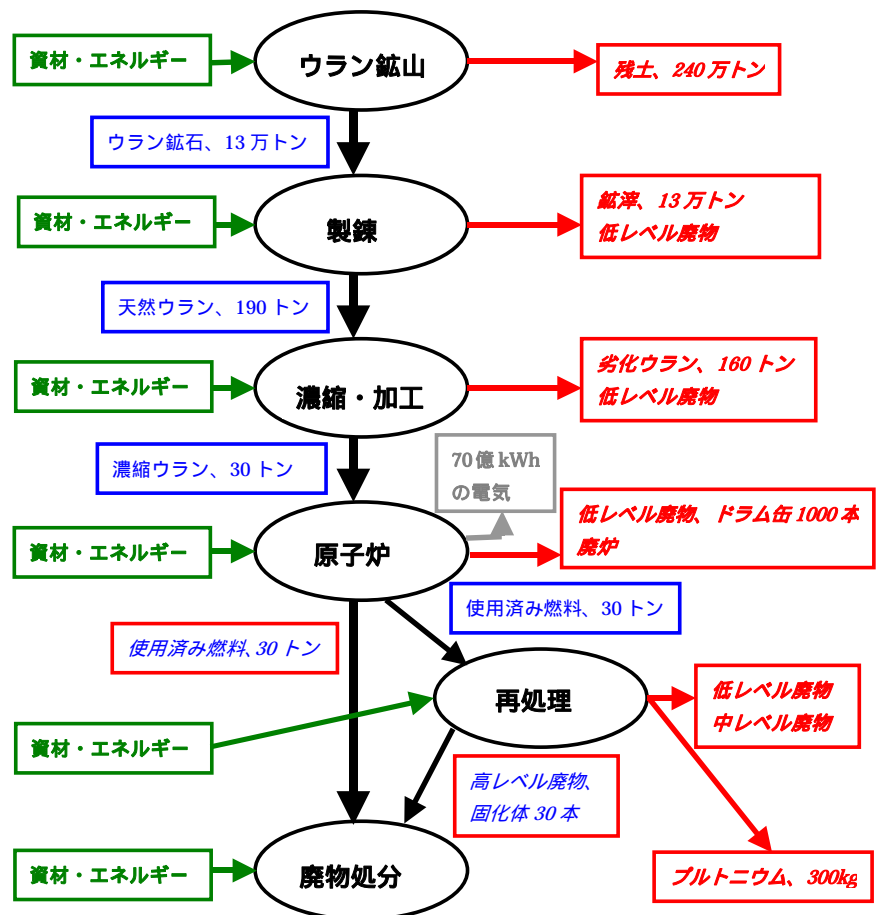 資材・エネルギー
ウラン鉱山
残土、240 万トン
ウラン鉱石、13 万トン
資材・エネルギー
製錬
鉱滓、13 万トン
低レベル廃物
天然ウラン、190 トン
資材・エネルギー
濃縮・加工
劣化ウラン、160 トン
低レベル廃物
濃縮ウラン、30 トン
70 億 kWh
の電気
資材・エネルギー
原子炉
低レベル廃物、ドラム缶 1000 本
廃炉
使用済み燃料、30 トン
使用済み燃料、30 トン
再処理
低レベル廃物
中レベル廃物
資材・エネルギー
高レベル廃物、
固化体 30 本
資材・エネルギー
廃物処分
プルトニウム、300kg